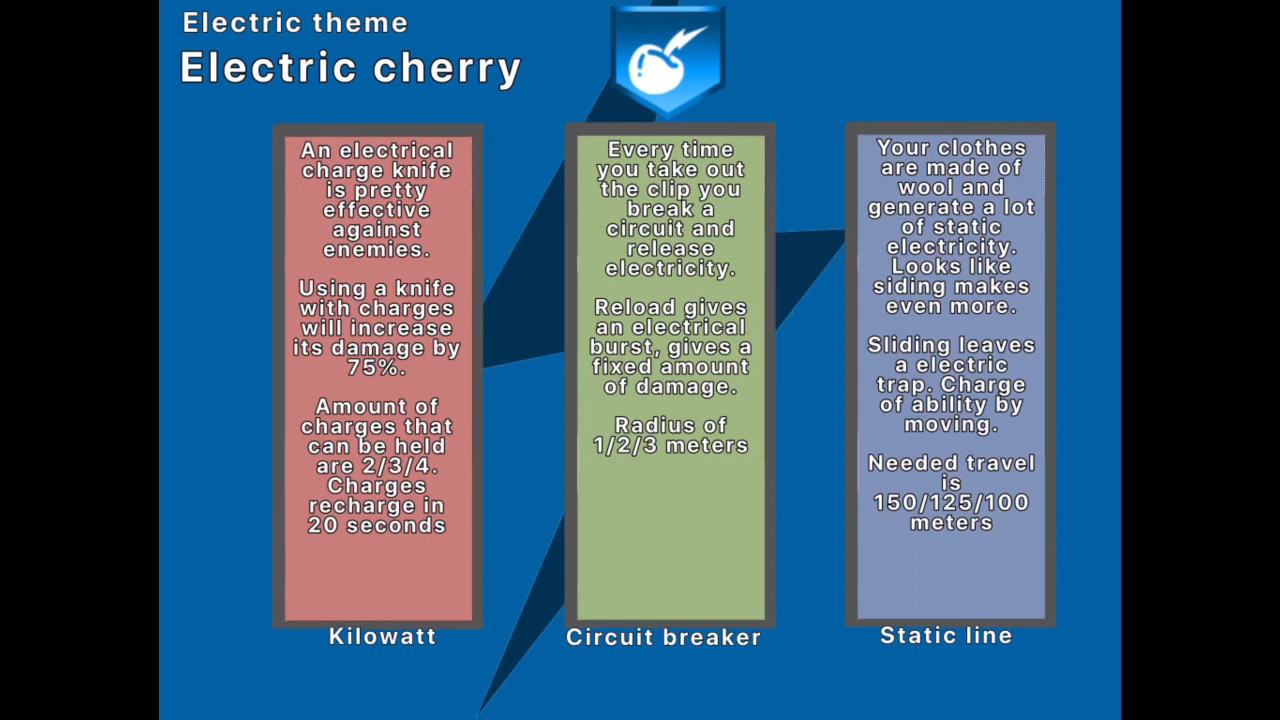 Electric theme
Electric cherry
An electrical
charge knife
is pretty
effective
against
enemies.
Using a knife
with charges
will increase
its damage by
75%.
Amount of
charges that
can be held
are 2/3/4.
Charges
recharge in
20 seconds
Kilowatt
Every time
you take out
the clip you
break a
circuit and
release
electricity.
Reload gives
an electrical
burst, gives a
fixed amount
of damage.
Radius of
1/2/3 meters
Circuit breaker
Your clothes
are made of
wool and
generate a lot
of static
electricity.
Looks like
siding makes
even more.
Sliding leaves
a electric
trap. Charge
of ability by
moving.
Needed travel
is
150/125/100
meters
Static line